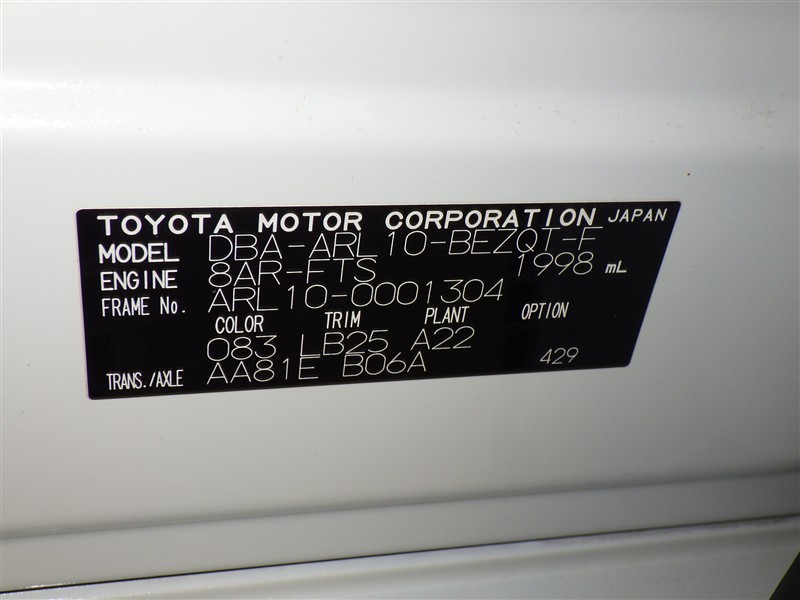 TOYOTA MOTOR CORPORATION JAPAN
MODEL DBA-ARL10-BEZQT-F
ENGINE 8AR-FTS 1998 mL
FRAME No. ARL10-0001304
COLOR TRIM PLANT OPTION
083 LB25 A22
TRANS./AXLE AA81E B06A 429